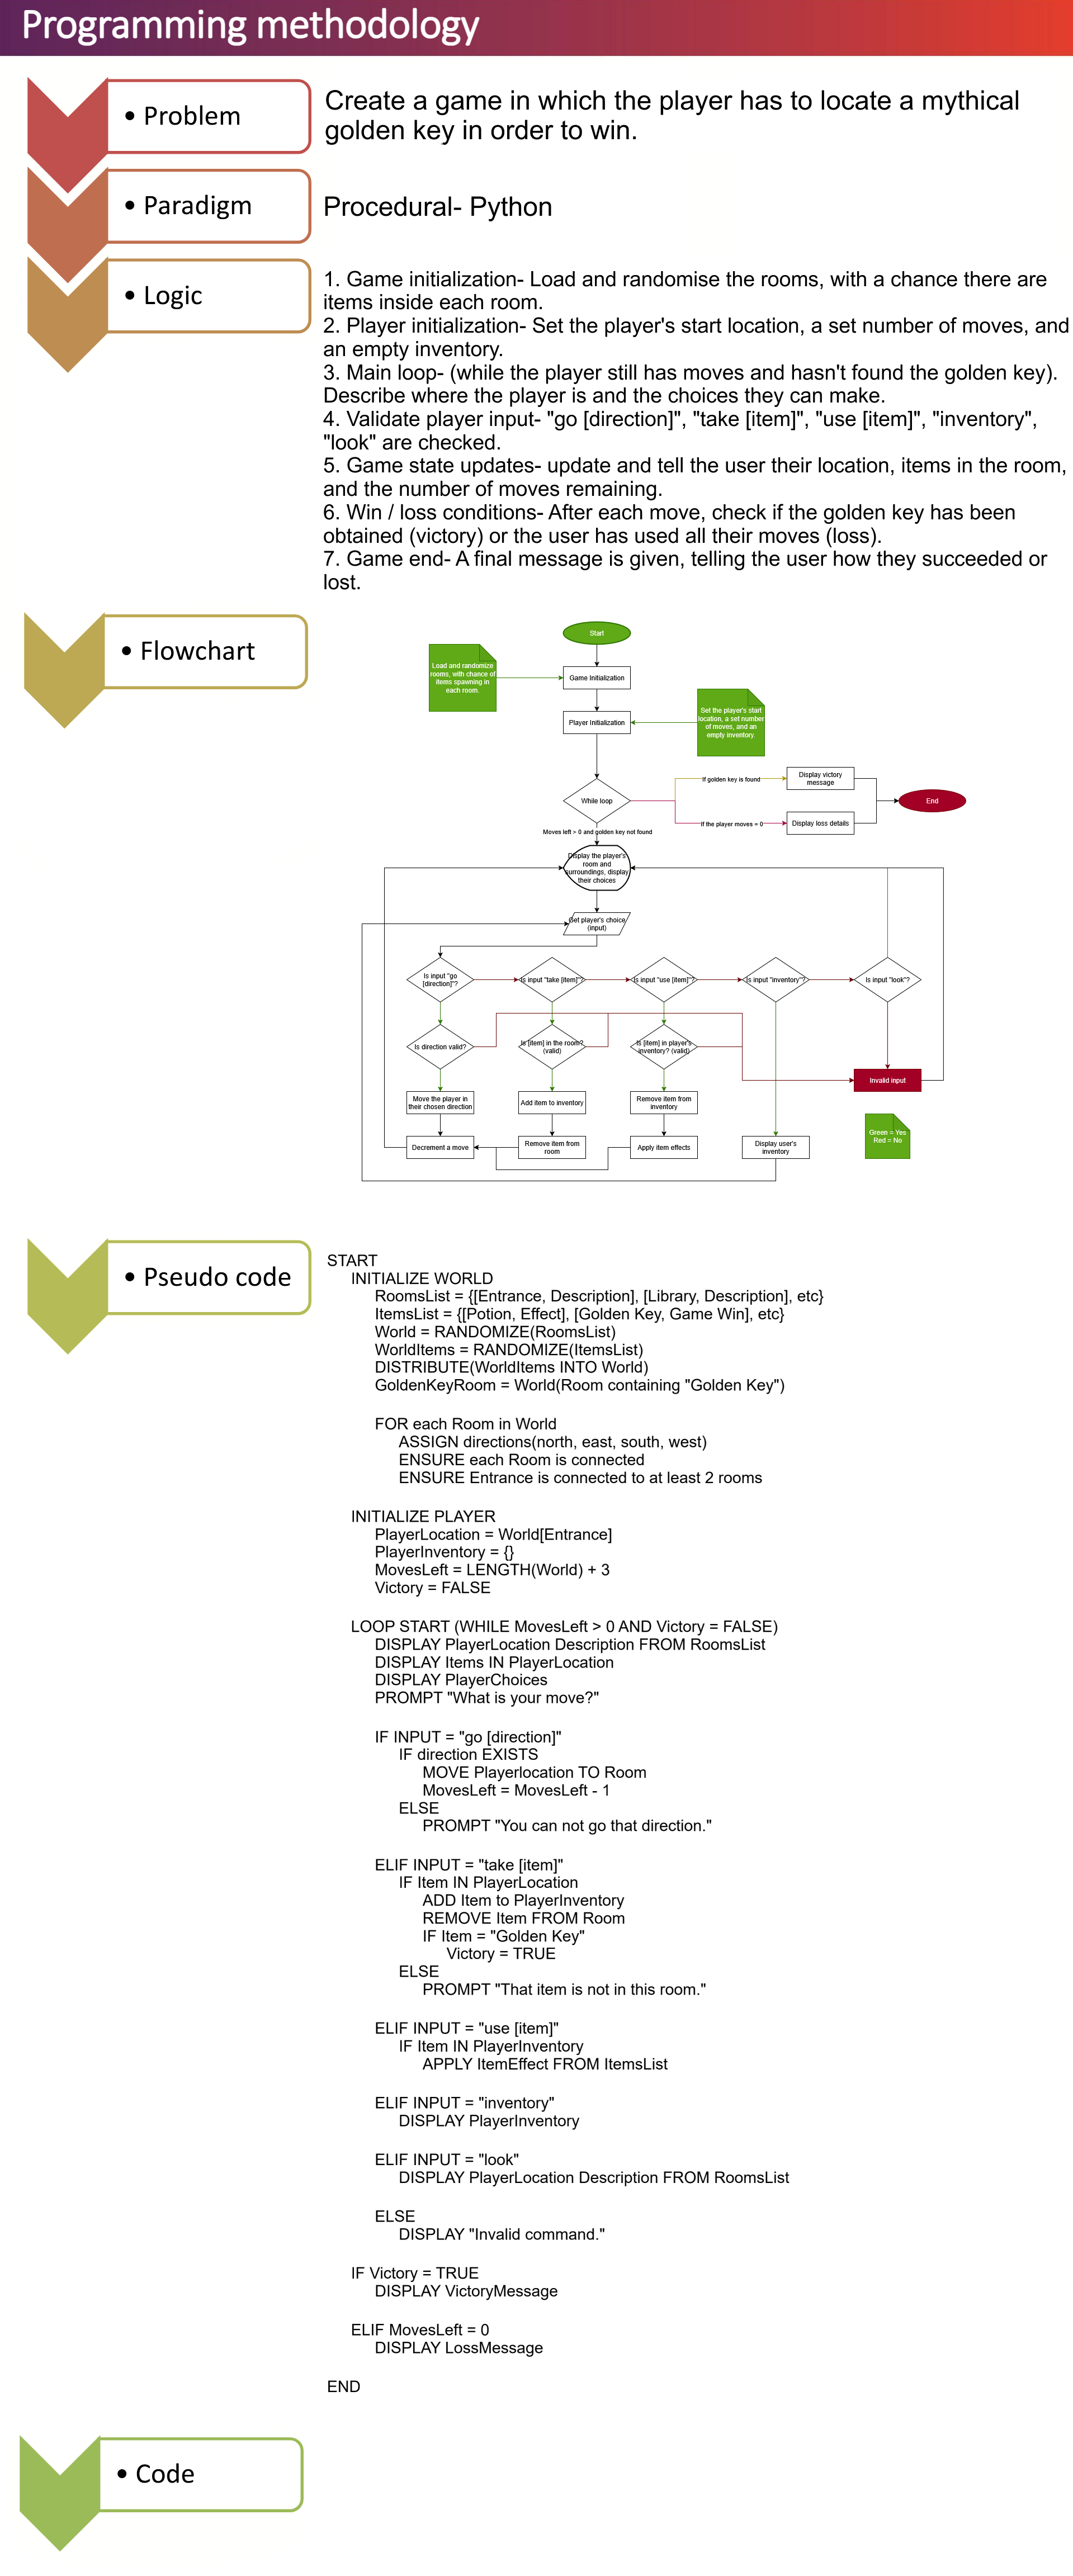 Programming methodology
• Problem
Create a game in which the player has to locate a mythical
golden key in order to win.
• Paradigm
Procedural- Python
• Logic
1. Game initialization- Load and randomise the rooms, with a chance there are
items inside each room.
2. Player initialization- Set the player's start location, a set number of moves, and
an empty inventory.
3. Main loop- (while the player still has moves and hasn't found the golden key).
Describe where the player is and the choices they can make.
4. Validate player input- "go [direction]", "take [item]", "use [item]", "inventory",
"look" are checked.
5. Game state updates- update and tell the user their location, items in the room,
and the number of moves remaining.
6. Win / loss conditions- After each move, check if the golden key has been
obtained (victory) or the user has used all their moves (loss).
7. Game end- A final message is given, telling the user how they succeeded or
lost.
• Flowchart
Start
Load and randomize
rooms, with chance of
items spawning in
each room.
Game Initialization
Set the player's start
location, a set number
of moves, and an
empty inventory.
Player Initialization
While loop
If golden key is found
Display victory
message
End
If the player moves = 0
Display loss details
Moves left > 0 and golden key not found
Display the player's
room and
surroundings, display
their choices
Get player's choice
(input)
Is input "go
[direction]"?
Is input "take [item]"?
Is input "use [item]"?
Is input "inventory"?
Is input "look"?
Is direction valid?
Is [item] in the room?
(valid)
Is [item] in player's
inventory? (valid)
Invalid input
Move the player in
their chosen direction
Add item to inventory
Remove item from
inventory
Green = Yes
Red = No
Decrement a move
Remove item from
room
Apply item effects
Display user's
inventory
• Pseudo code
START
INITIALIZE WORLD
RoomsList = {[Entrance, Description], [Library, Description], etc}
ItemsList = {[Potion, Effect], [Golden Key, Game Win], etc}
World = RANDOMIZE(RoomsList)
WorldItems = RANDOMIZE(ItemsList)
DISTRIBUTE(WorldItems INTO World)
GoldenKeyRoom = World(Room containing "Golden Key")
FOR each Room in World
ASSIGN directions(north, east, south, west)
ENSURE each Room is connected
ENSURE Entrance is connected to at least 2 rooms
INITIALIZE PLAYER
PlayerLocation = World[Entrance]
PlayerInventory = {}
MovesLeft = LENGTH(World) + 3
Victory = FALSE
LOOP START (WHILE MovesLeft > 0 AND Victory = FALSE)
DISPLAY PlayerLocation Description FROM RoomsList
DISPLAY Items IN PlayerLocation
DISPLAY PlayerChoices
PROMPT "What is your move?"
IF INPUT = "go [direction]"
IF direction EXISTS
MOVE Playerlocation TO Room
MovesLeft = MovesLeft - 1
ELSE
PROMPT "You can not go that direction."
ELIF INPUT = "take [item]"
IF Item IN PlayerLocation
ADD Item to PlayerInventory
REMOVE Item FROM Room
IF Item = "Golden Key"
Victory = TRUE
ELSE
PROMPT "That item is not in this room."
ELIF INPUT = "use [item]"
IF Item IN PlayerInventory
APPLY ItemEffect FROM ItemsList
ELIF INPUT = "inventory"
DISPLAY PlayerInventory
ELIF INPUT = "look"
DISPLAY PlayerLocation Description FROM RoomsList
ELSE
DISPLAY "Invalid command."
IF Victory = TRUE
DISPLAY VictoryMessage
ELIF MovesLeft = 0
DISPLAY LossMessage
END
• Code